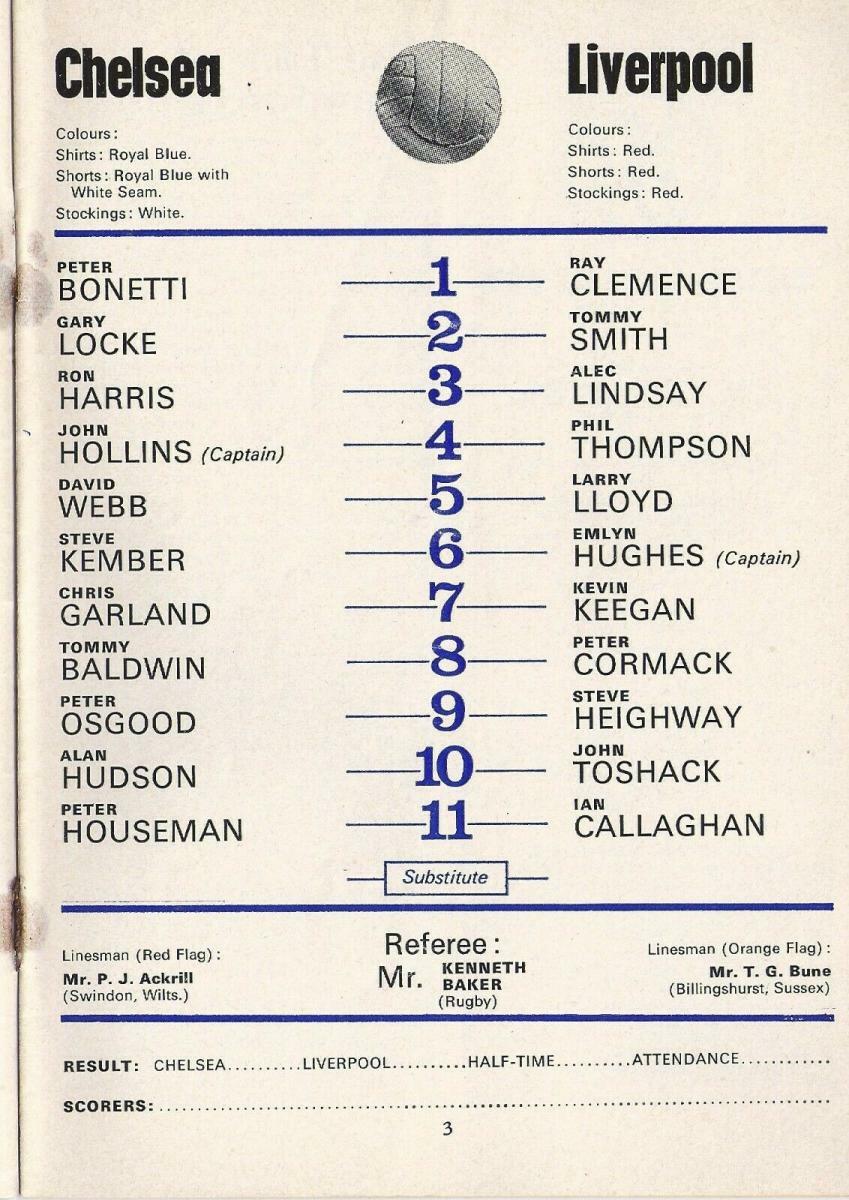 Chelsea
Colours:
Shirts: Royal Blue.
Shorts: Royal Blue with
White Seam.
Stockings: White.
Liverpool
Colours:
Shirts: Red.
Shorts: Red.
Stockings: Red.
PETER BONETTI 1 RAY CLEMENCE
GARY LOCKE 2 TOMMY SMITH
RON HARRIS 3 ALEC LINDSAY
JOHN HOLLINS (Captain) 4 PHIL THOMPSON
DAVID WEBB 5 LARRY LLOYD
STEVE KEMBER 6 EMLYN HUGHES (Captain)
CHRIS GARLAND 7 KEVIN KEEGAN
TOMMY BALDWIN 8 PETER CORMACK
PETER OSGOOD 9 STEVE HEIGHWAY
ALAN HUDSON 10 JOHN TOSHACK
PETER HOUSEMAN 11 IAN CALLAGHAN
Substitute
Linesman (Red Flag):
Mr. P. J. Ackrill
(Swindon, Wilts.)
Referee:
Mr. KENNETH BAKER
(Rugby)
Linesman (Orange Flag):
Mr. T. G. Bune
(Billingshurst, Sussex)
RESULT: CHELSEA..........LIVERPOOL..........HALF-TIME..........ATTENDANCE............
SCORERS:..........................................................................................
3